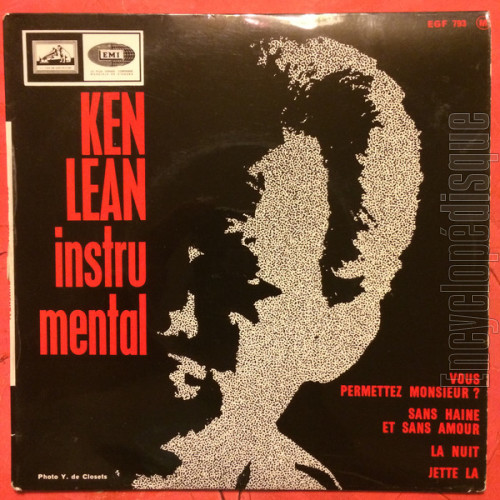 EGF 793 M
EMI
KEN
LEAN
instru
mental
VOUS
PERMETTEZ MONSIEUR ?
SANS HAINE
ET SANS AMOUR
LA NUIT
JETTE LA
Photo Y. de Closets
Encyclopédisque